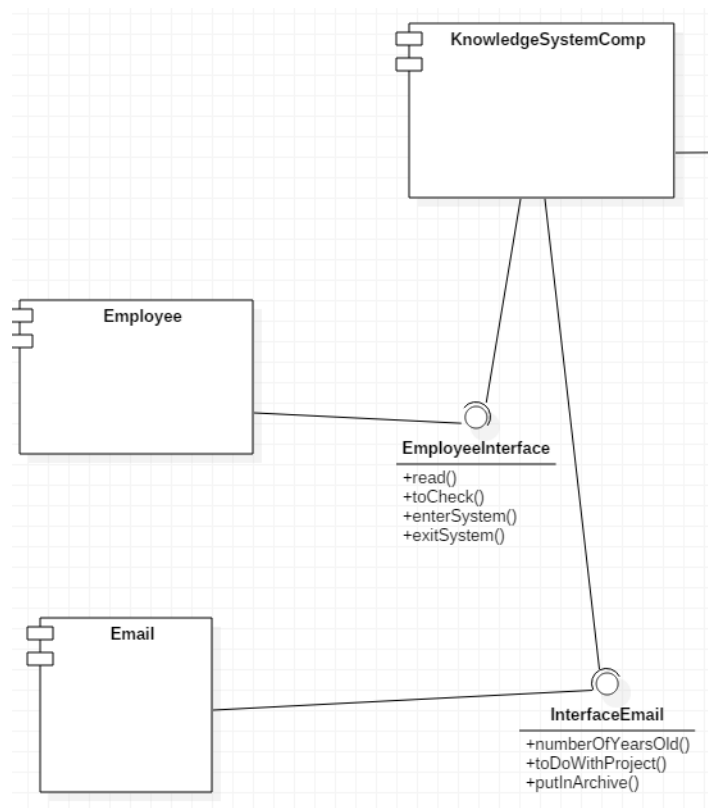 KnowledgeSystemComp
Employee
EmployeeInterface
+read()
+toCheck()
+enterSystem()
+exitSystem()
Email
InterfaceEmail
+numberOfYearsOld()
+toDoWithProject()
+putInArchive()